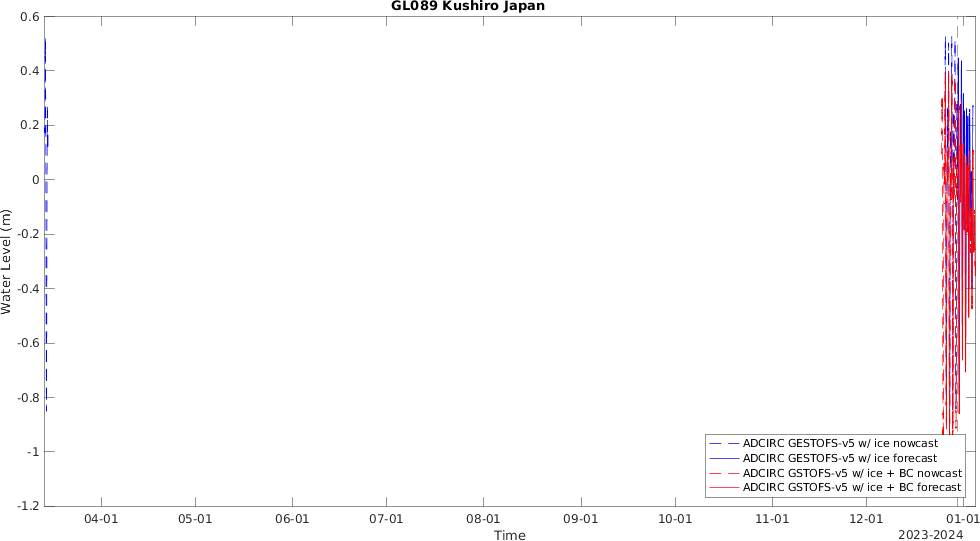 GL089 Kushiro Japan
0.6
0.4
0.2
0
-0.2
-0.4
-0.6
-0.8
-1
-1.2
Water Level (m)
ADCIRC GESTOFS-v5 w/ ice nowcast
ADCIRC GESTOFS-v5 w/ ice forecast
ADCIRC GSTOFS-v5 w/ ice + BC nowcast
ADCIRC GSTOFS-v5 w/ ice + BC forecast
04-01 05-01 06-01 07-01 08-01 09-01 10-01 11-01 12-01 01-01
Time
2023-2024